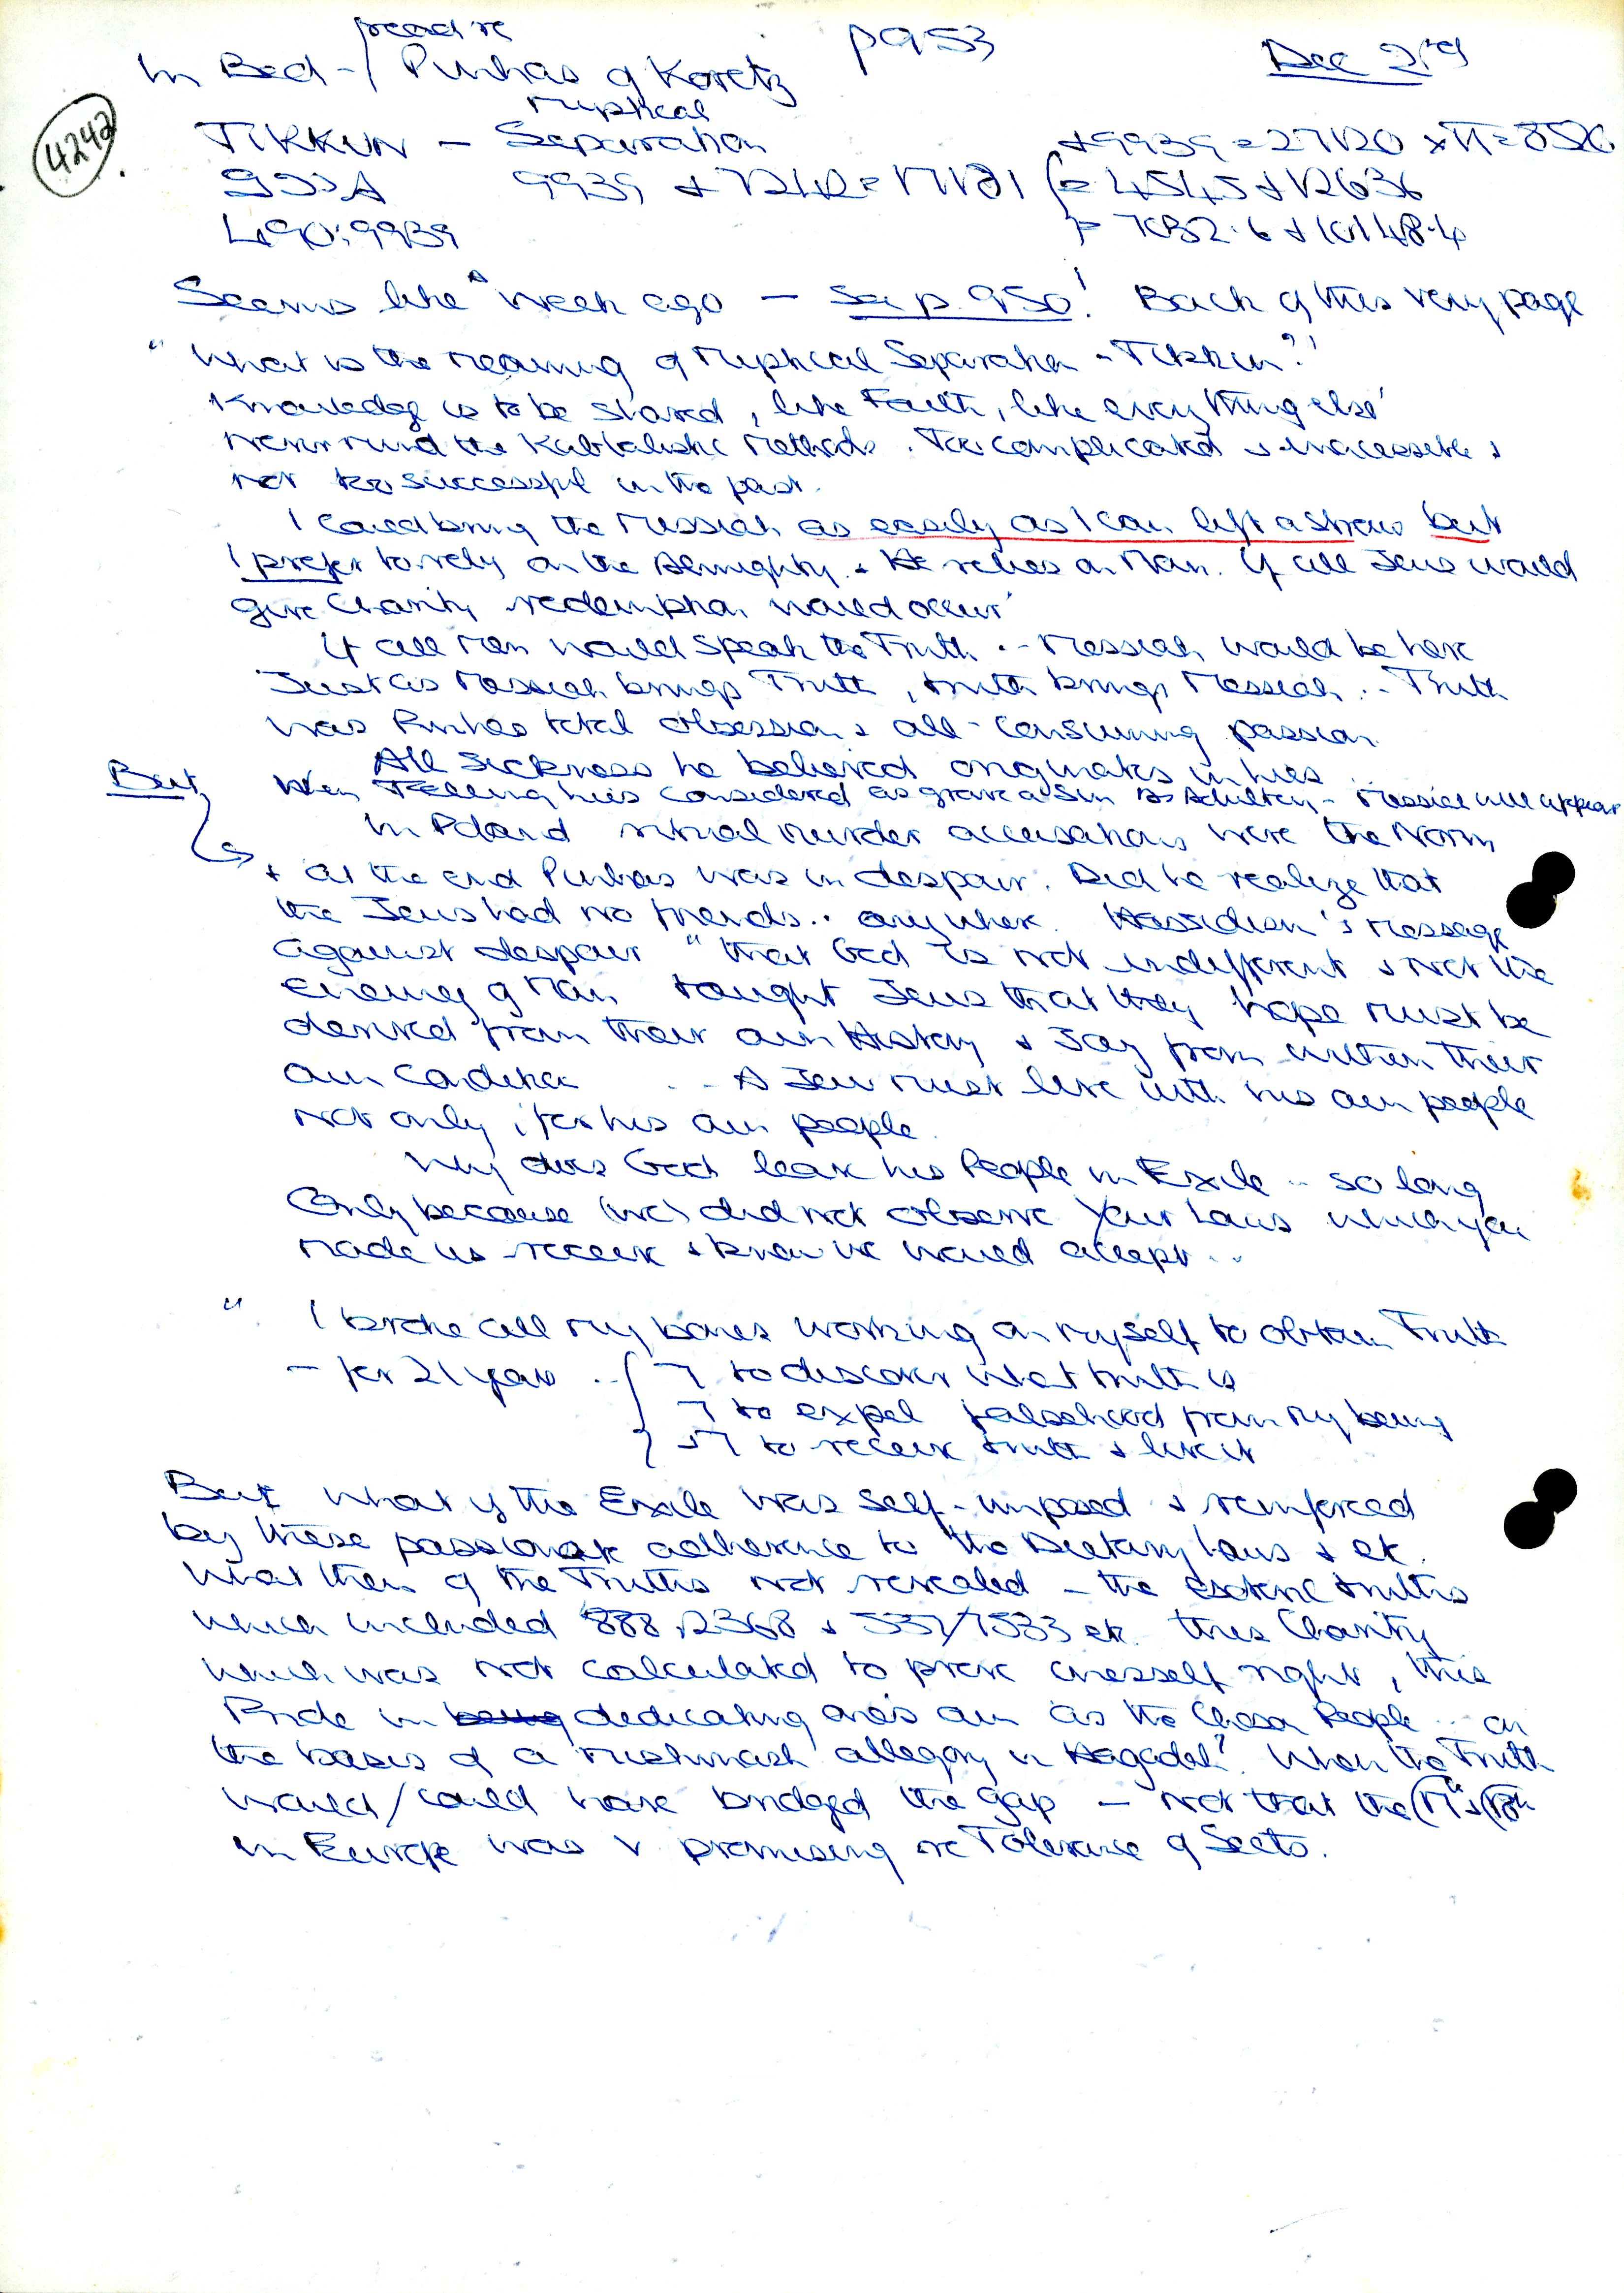 In Bed - / read re Pinhas of Koretz p 953 Dec 21st
4242
TIKKUN - mystical Separation + 9939 = 27120 x π = 8520
9939 + 7242 = 17181 ( = 4545 + 12636
490:9939 } = 7032.6 + 10148.4
Seems like a week ago - See p. 950! Back of this very page
" What is the meaning of Mystical Separation - Tikkun?'
Knowledge is to be shared, like Faith, like everything else'
never mind the Kabbalistic methods. Too complicated & inaccessible &
not too successful in the past.
I could bring the Messiah as easily as I can lift a straw but
I prefer to rely on the Almighty & He relies on Man. If all Jews would
give Charity redemption would occur'
If all Men would speak the Truth .. Messiah would be here
Just as Messiah brings Truth, truth brings Messiah .. Truth
was Pinhas total obsession & all-consuming passion.
All sickness he believed originates in lies ..
But, When Telling lies considered as grave a Sin as Adultery - Messiah will appear
In Poland ritual murder accusations were the Norm
& at the end Pinhas was in despair. Did he realize that
the Jews had no friends .. anywhere. Hassidism's Message
against despair " that God is not indifferent & not the
enemy of Man taught Jews that they hope must be
derived from their own History & Joy from within their
own condition .. A Jew must live with his own people
not only ; for his own people.
Why does God leave his People in Exile .. so long
Only because (we) did not observe Your Laws which you
made us receive & knew we would accept ...
" I broke all my bones working on myself to obtain Truth
- for 21 years .. { 7 to discover what truth is
7 to expel falsehood from my being
} & 7 to receive truth & live it
But what if the Exile was self-imposed & reinforced
by these passionate adherence to the Dietary Laws & etc.
What then of the Truths not revealed - the esoteric truths
which included 888, 2368 & 337/1583 etc. this Charity
which was not calculated to prove oneself right, this
Pride in being dedicating one's own as the Chosen People ... on
the basis of a mishmash allegory in Hagadah? When the Truth
would/could have bridged the gap - not that the
in Europe was v promising re Tolerance of Sects.